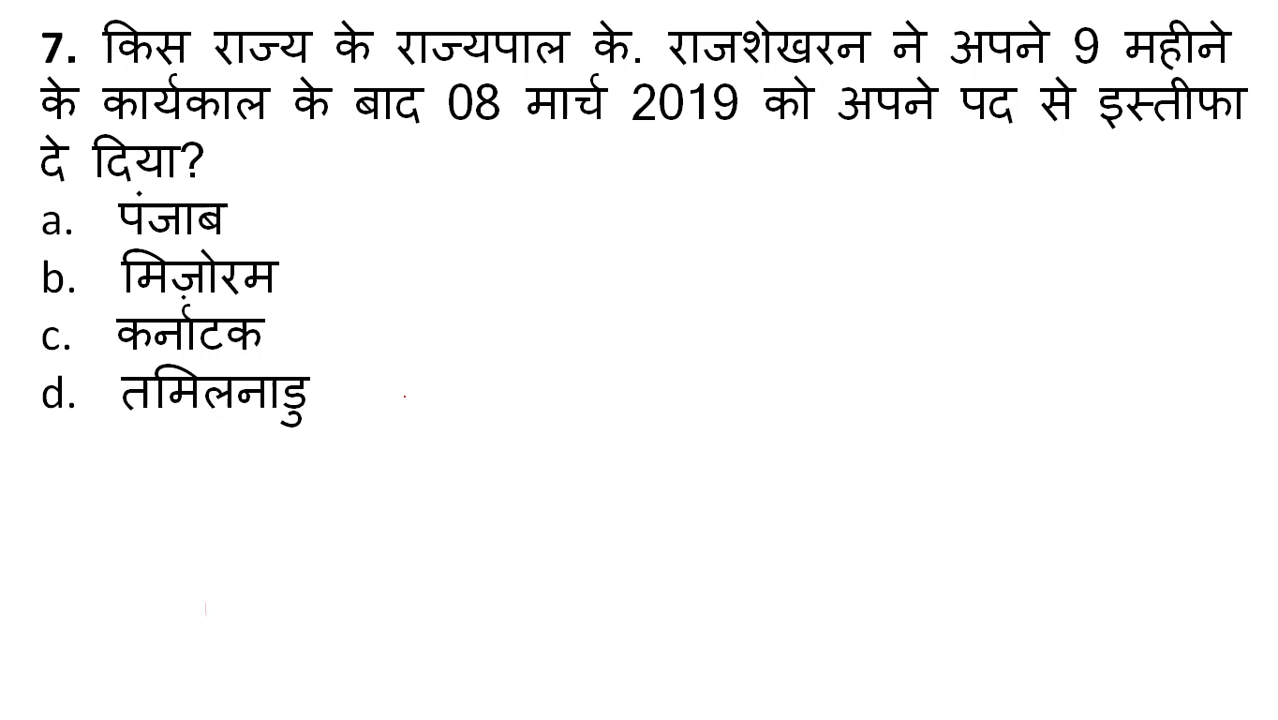 7. किस राज्य के राज्यपाल के. राजशेखरन ने अपने 9 महीने
के कार्यकाल के बाद 08 मार्च 2019 को अपने पद से इस्तीफा
दे दिया?
a. पंजाब
b. मिज़ोरम
c. कर्नाटक
d. तमिलनाडु